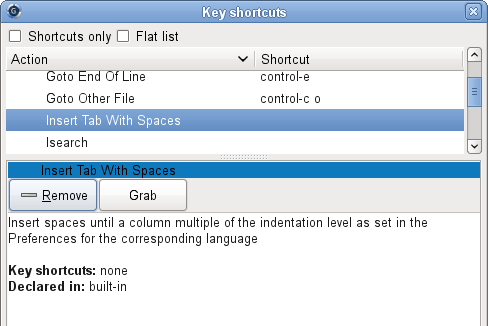 Key shortcuts
Shortcuts only Flat list
Action Shortcut
Goto End Of Line control-e
Goto Other File control-c o
Insert Tab With Spaces
Isearch
Insert Tab With Spaces
Remove Grab
Insert spaces until a column multiple of the indentation level as set in the
Preferences for the corresponding language
Key shortcuts: none
Declared in: built-in